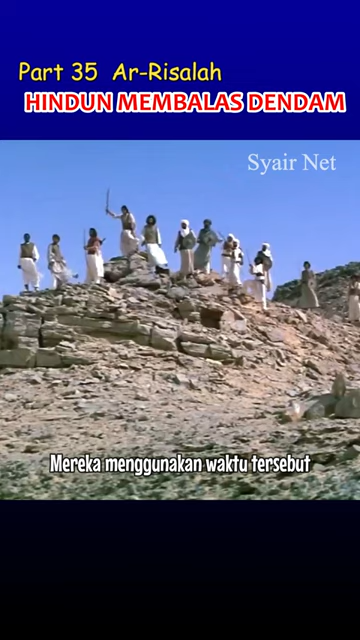 Part 35 Ar-Risalah
HINDUN MEMBALAS DENDAM
Syair Net
Mereka menggunakan waktu tersebut